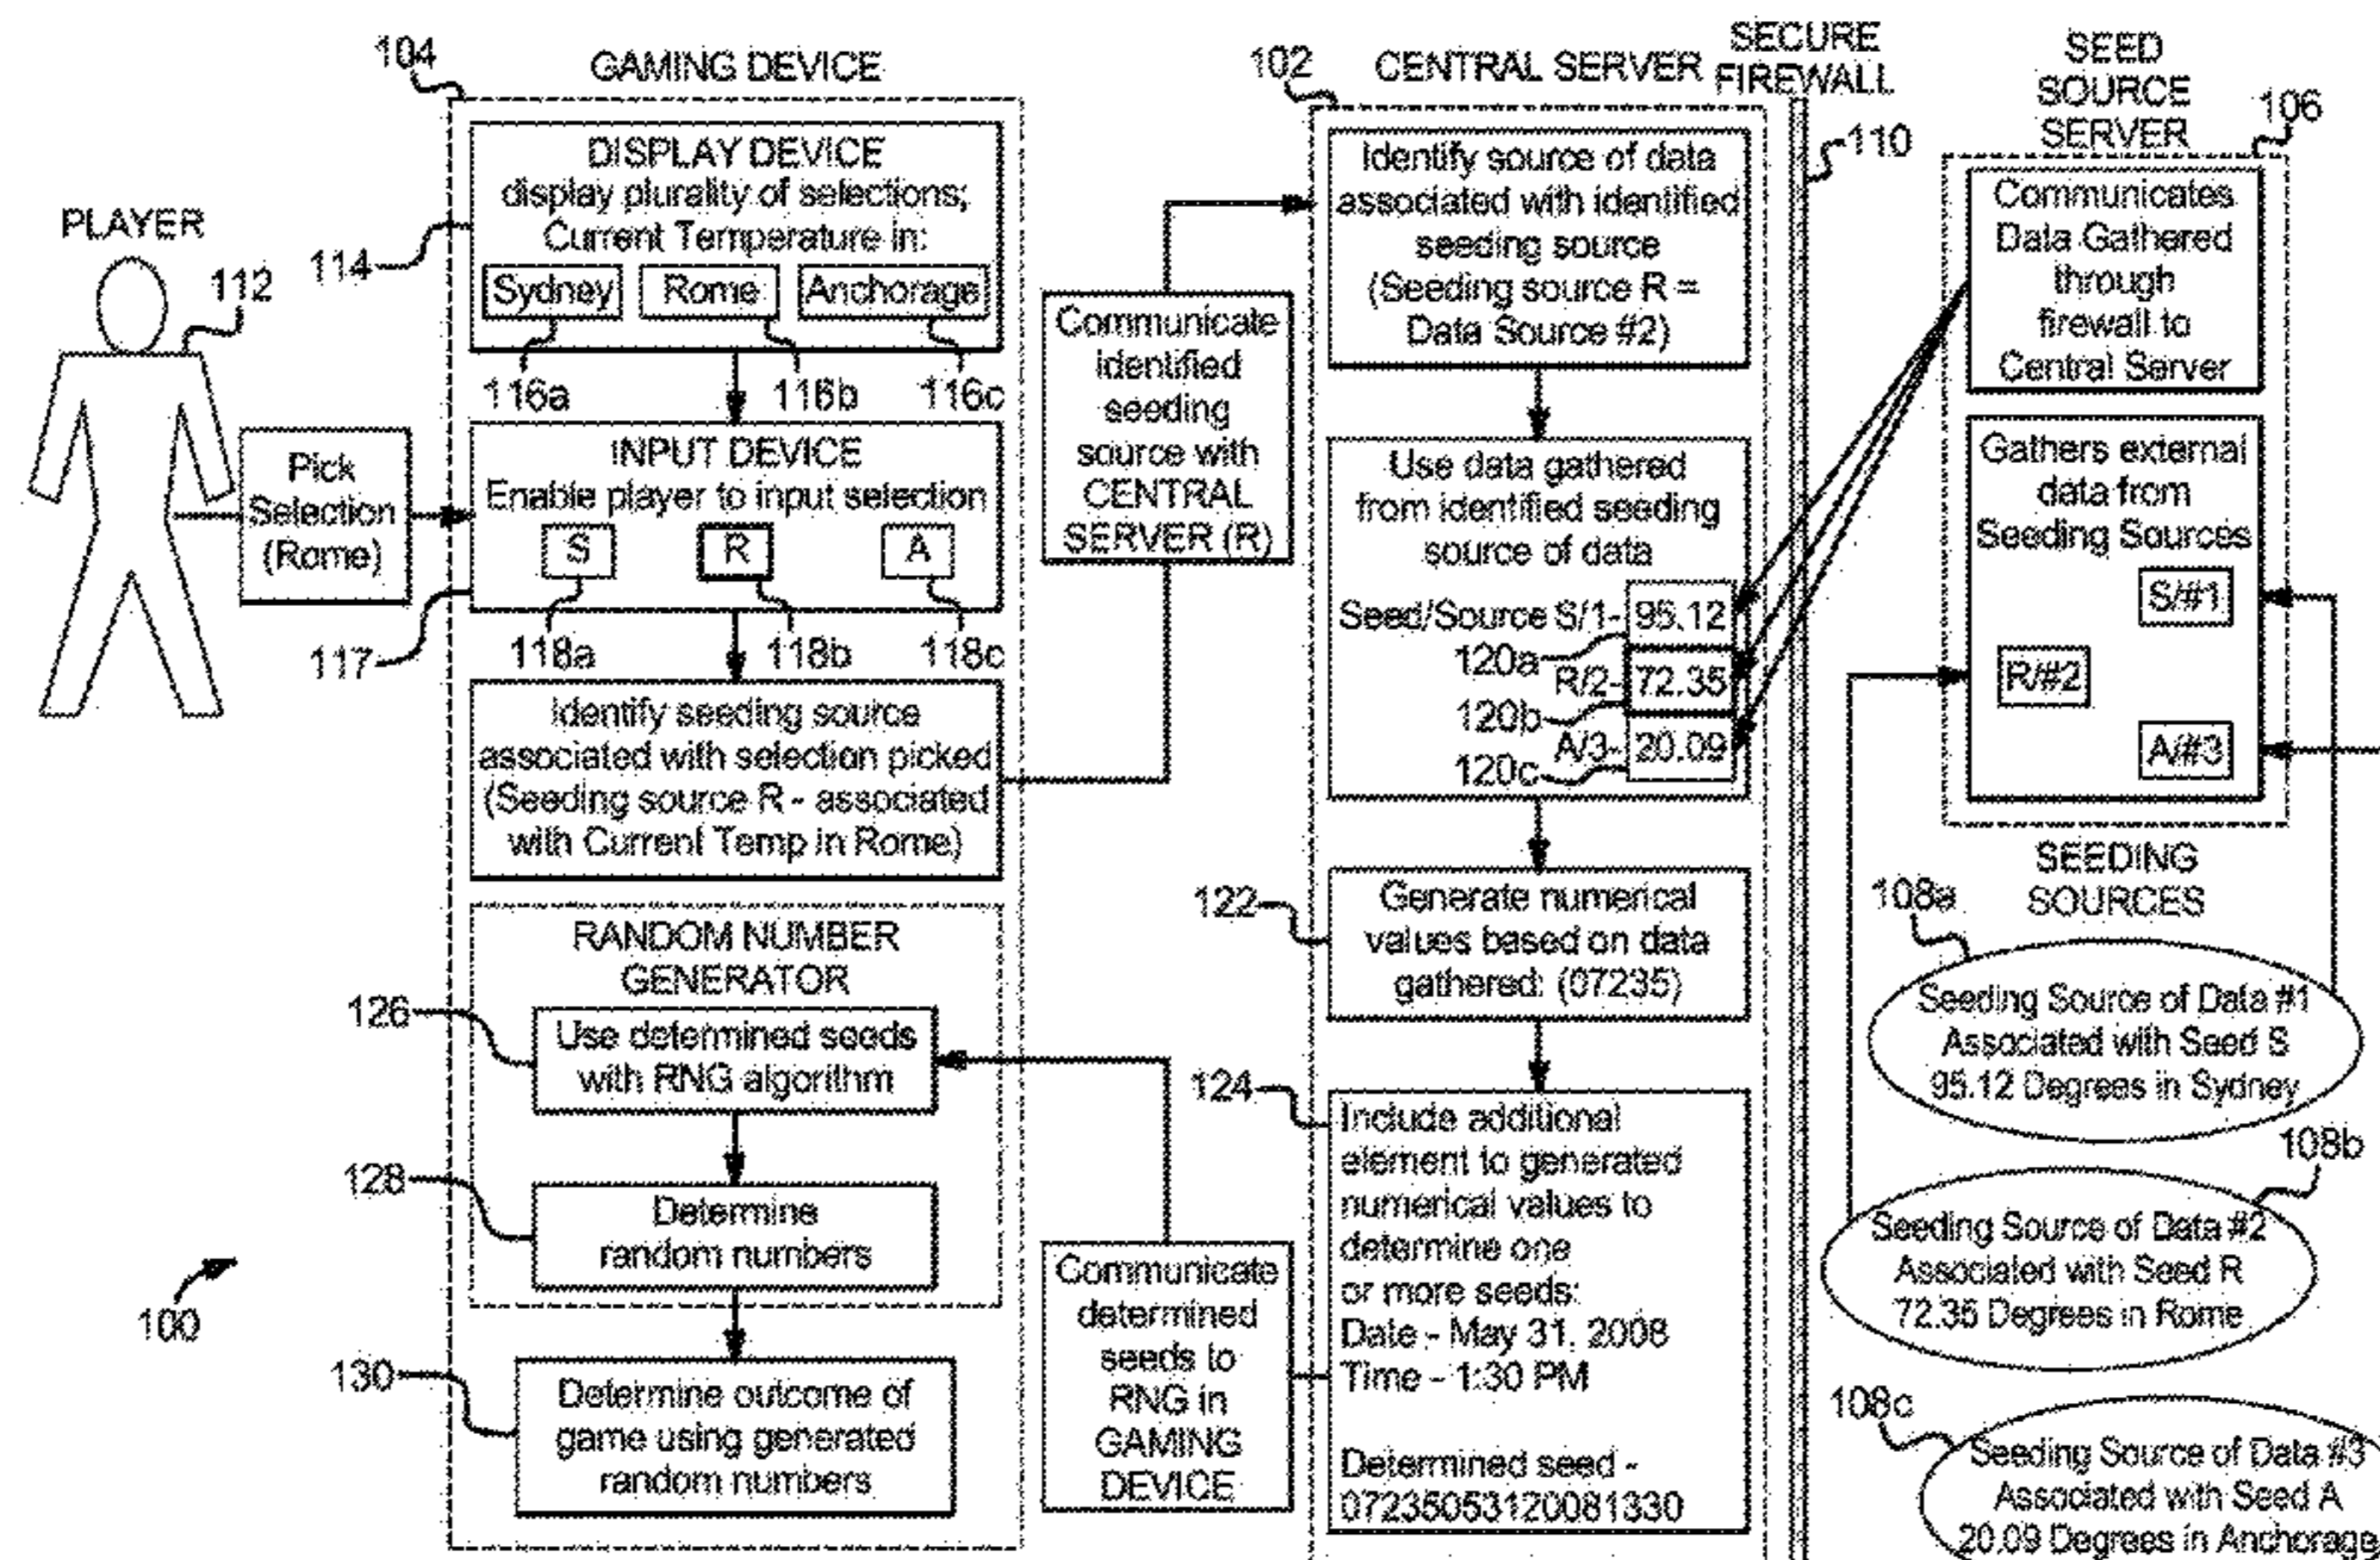 PLAYER
112
Pick
Selection
(Rome)
100
104
GAMING DEVICE
DISPLAY DEVICE
display plurality of selections;
Current Temperature in:
Sydney Rome Anchorage
114
116a 116b 116c
INPUT DEVICE
Enable player to input selection
S R A
117
118a 118b 118c
Identify seeding source
associated with selection picked
(Seeding source R - associated
with Current Temp in Rome)
RANDOM NUMBER
GENERATOR
126
Use determined seeds
with RNG algorithm
128
Determine
random numbers
130
Determine outcome of
game using generated
random numbers
Communicate
identified
seeding
source with
CENTRAL
SERVER (R)
Communicate
determined
seeds to
RNG in
GAMING
DEVICE
102
CENTRAL SERVER
Identify source of data
associated with identified
seeding source
(Seeding source R =
Data Source #2)
Use data gathered
from identified seeding
source of data
Seed/Source S/1- 95.12
120a
R/2- 72.35
120b
A/3- 20.09
120c
122
Generate numerical
values based on data
gathered: (07235)
124
Include additional
element to generated
numerical values to
determine one
or more seeds:
Date - May 31, 2008
Time - 1:30 PM
Determined seed -
07235053120081330
SECURE
FIREWALL
110
SEED
SOURCE
SERVER
106
Communicates
Data Gathered
through
firewall to
Central Server
Gathers external
data from
Seeding Sources
S/#1
R/#2
A/#3
SEEDING
SOURCES
108a
Seeding Source of Data #1
Associated with Seed S
95.12 Degrees in Sydney
108b
Seeding Source of Data #2
Associated with Seed R
72.35 Degrees in Rome
108c
Seeding Source of Data #3
Associated with Seed A
20.09 Degrees in Anchorage